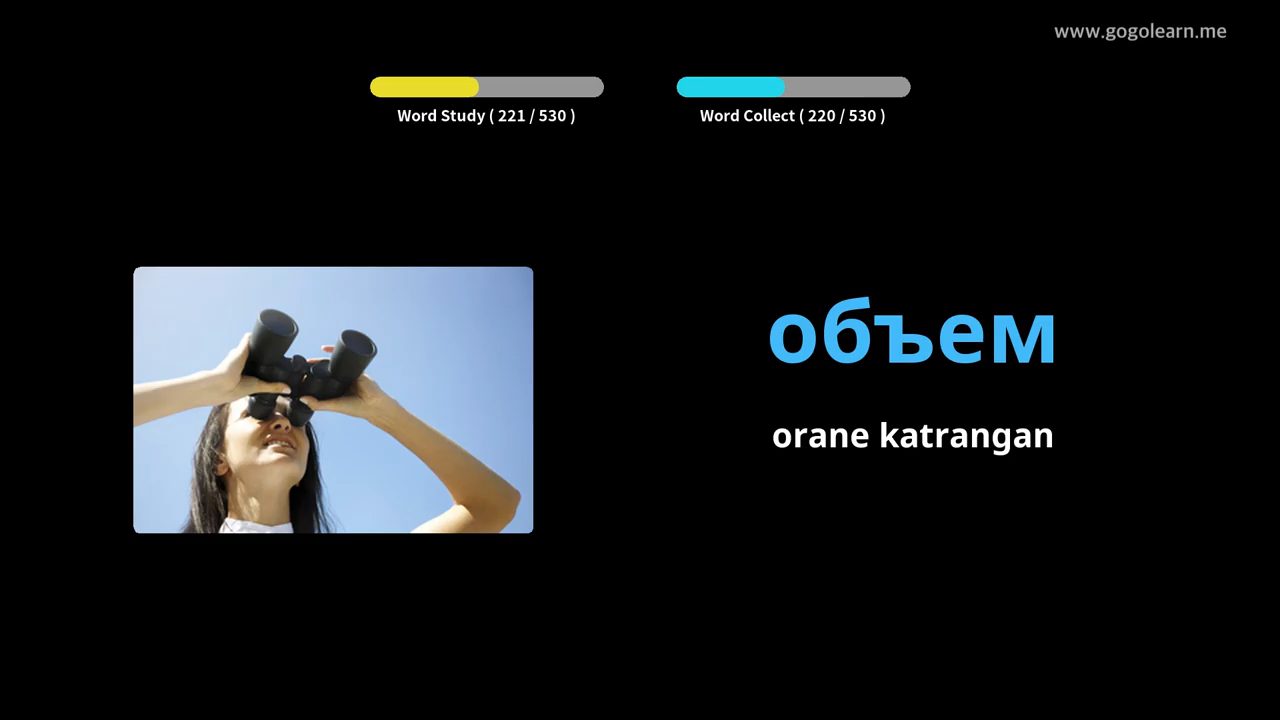 www.gogolearn.me
Word Study ( 221 / 530 )
Word Collect ( 220 / 530 )
объем
orane katrangan